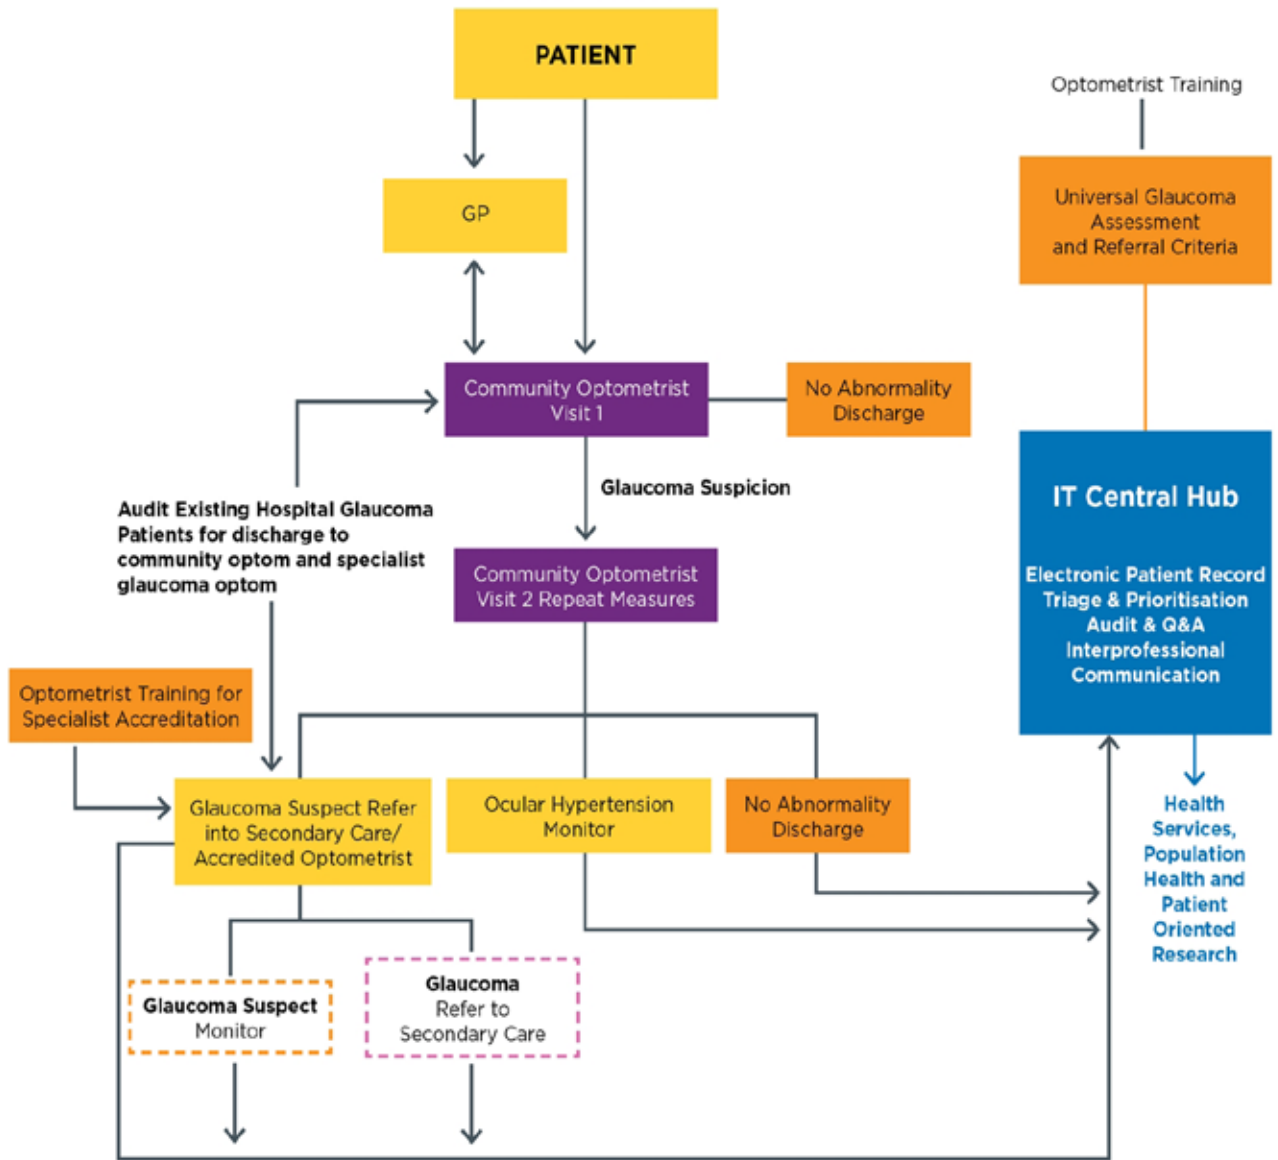 PATIENT
Optometrist Training
GP
Universal Glaucoma
Assessment
and Referral Criteria
Community Optometrist
Visit 1
No Abnormality
Discharge
Glaucoma Suspicion
Audit Existing Hospital Glaucoma
Patients for discharge to
community optom and specialist
glaucoma optom
Community Optometrist
Visit 2 Repeat Measures
IT Central Hub
Electronic Patient Record
Triage & Prioritisation
Audit & Q&A
Interprofessional
Communication
Optometrist Training for
Specialist Accreditation
Glaucoma Suspect Refer
into Secondary Care/
Accredited Optometrist
Ocular Hypertension
Monitor
No Abnormality
Discharge
Health
Services,
Population
Health and
Patient
Oriented
Research
Glaucoma Suspect
Monitor
Glaucoma
Refer to
Secondary Care